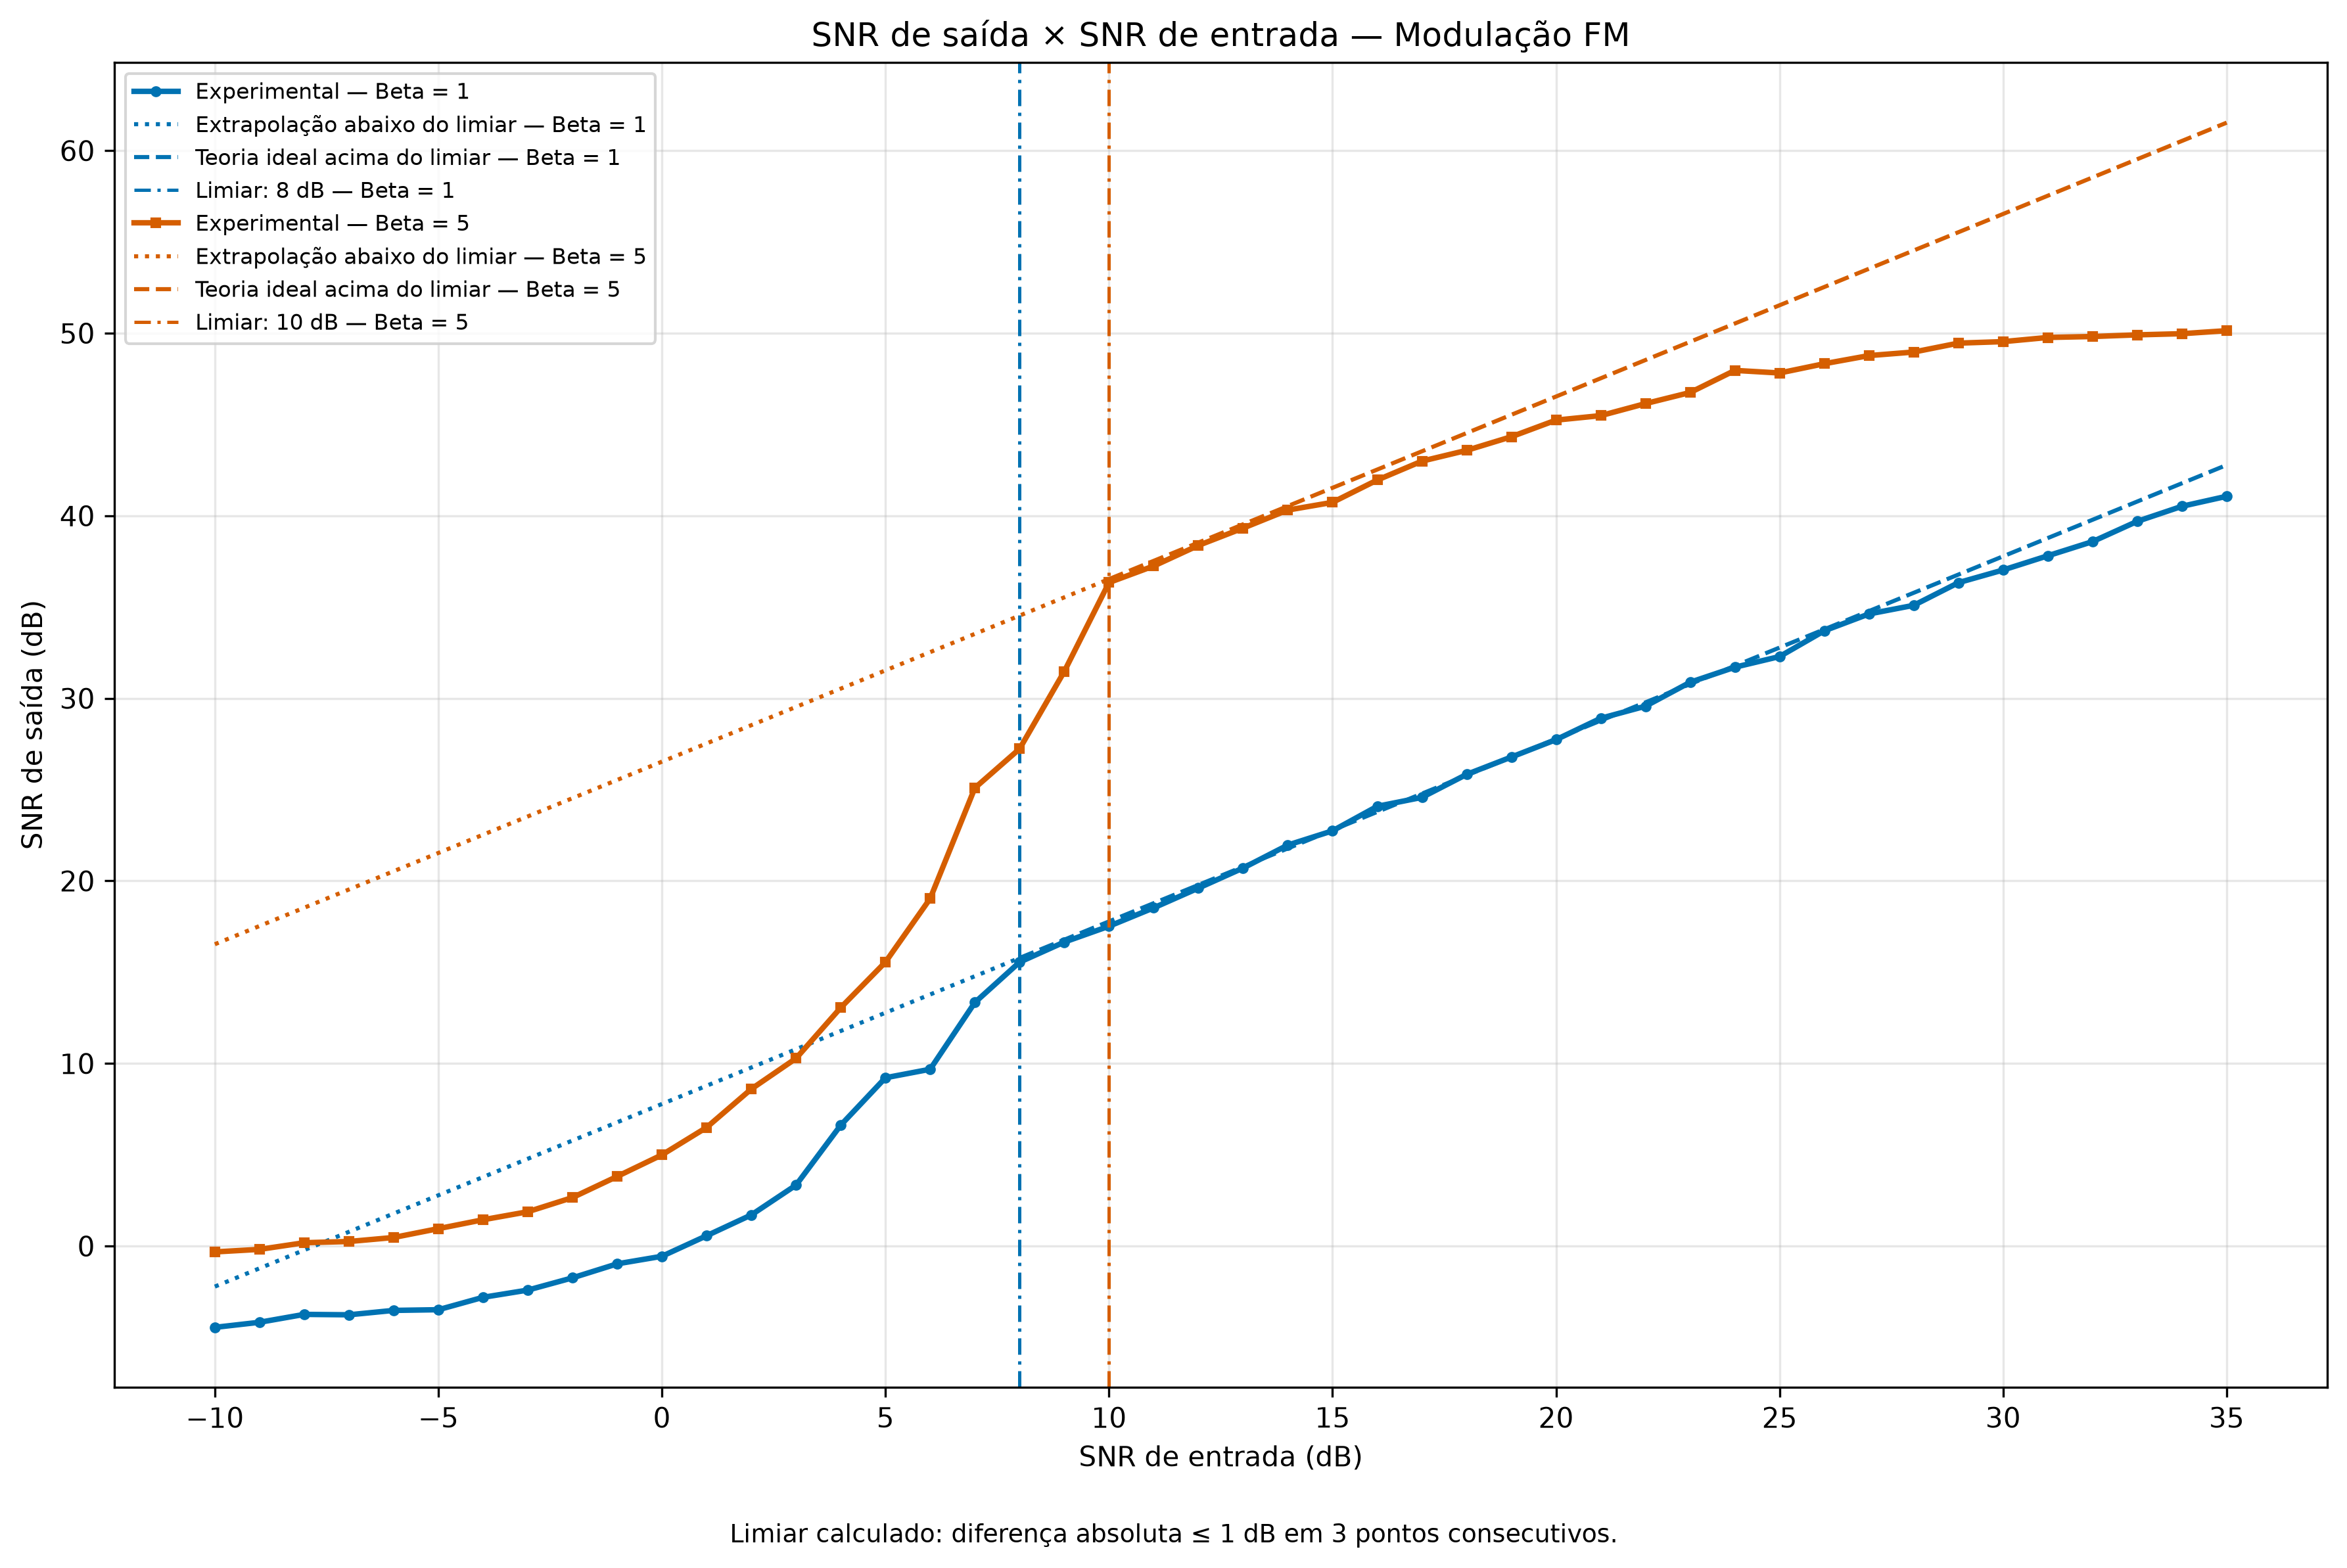 SNR de saída × SNR de entrada — Modulação FM
Experimental — Beta = 1
Extrapolação abaixo do limiar — Beta = 1
Teoria ideal acima do limiar — Beta = 1
Limiar: 8 dB — Beta = 1
Experimental — Beta = 5
Extrapolação abaixo do limiar — Beta = 5
Teoria ideal acima do limiar — Beta = 5
Limiar: 10 dB — Beta = 5
SNR de saída (dB)
60
50
40
30
20
10
0
−10 −5 0 5 10 15 20 25 30 35
SNR de entrada (dB)
Limiar calculado: diferença absoluta ≤ 1 dB em 3 pontos consecutivos.